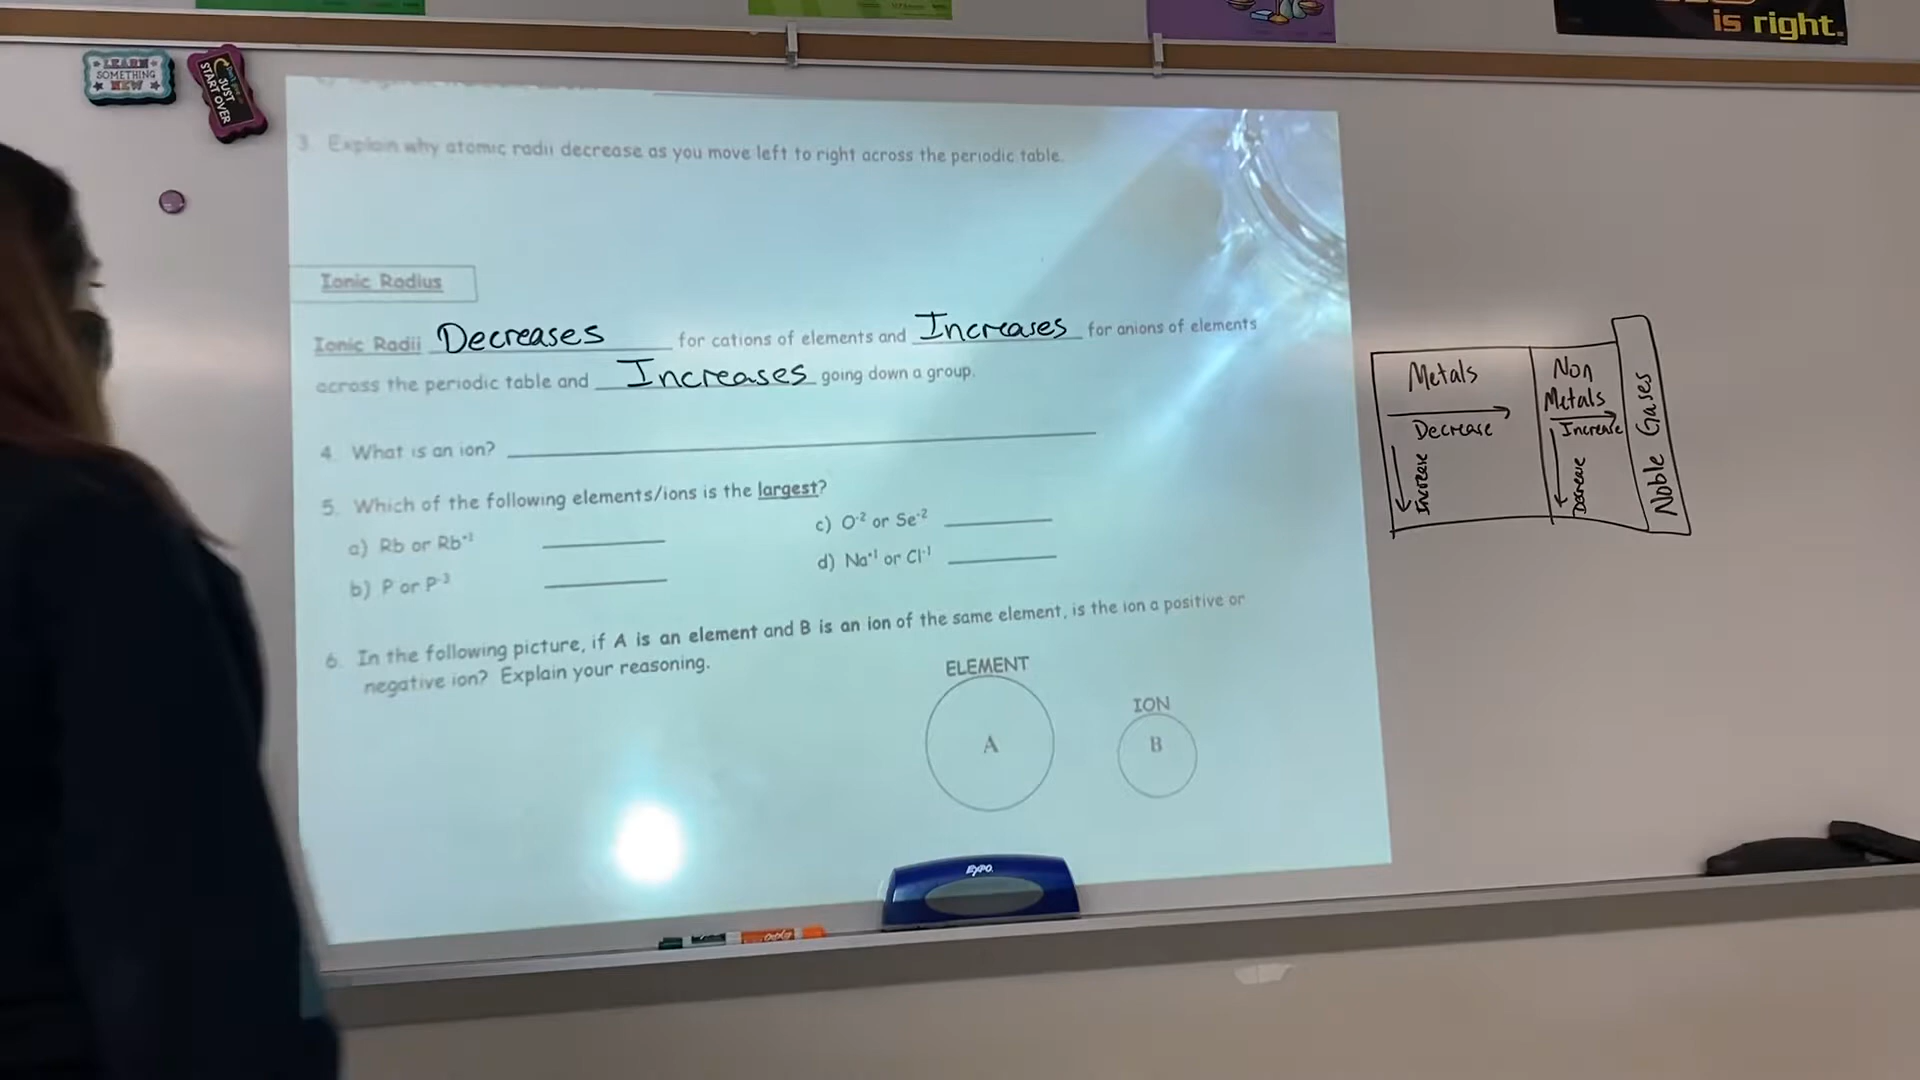 is right.
LEARN
SOMETHING
NEW
JUST
START OVER
3. Explain why atomic radii decrease as you move left to right across the periodic table.
Ionic Radius
Ionic Radii Decreases for cations of elements and Increases for anions of elements
across the periodic table and Increases going down a group.
4. What is an ion?
5. Which of the following elements/ions is the largest?
a) Rb or Rb⁺¹
c) O⁻² or Se⁻²
b) P or P⁻³
d) Na⁺¹ or Cl⁻¹
6. In the following picture, if A is an element and B is an ion of the same element, is the ion a positive or
negative ion? Explain your reasoning.
ELEMENT
A
ION
B
Metals
Decrease
Increase
Non
Metals
Increase
Decrease
Noble Gases
EXPO